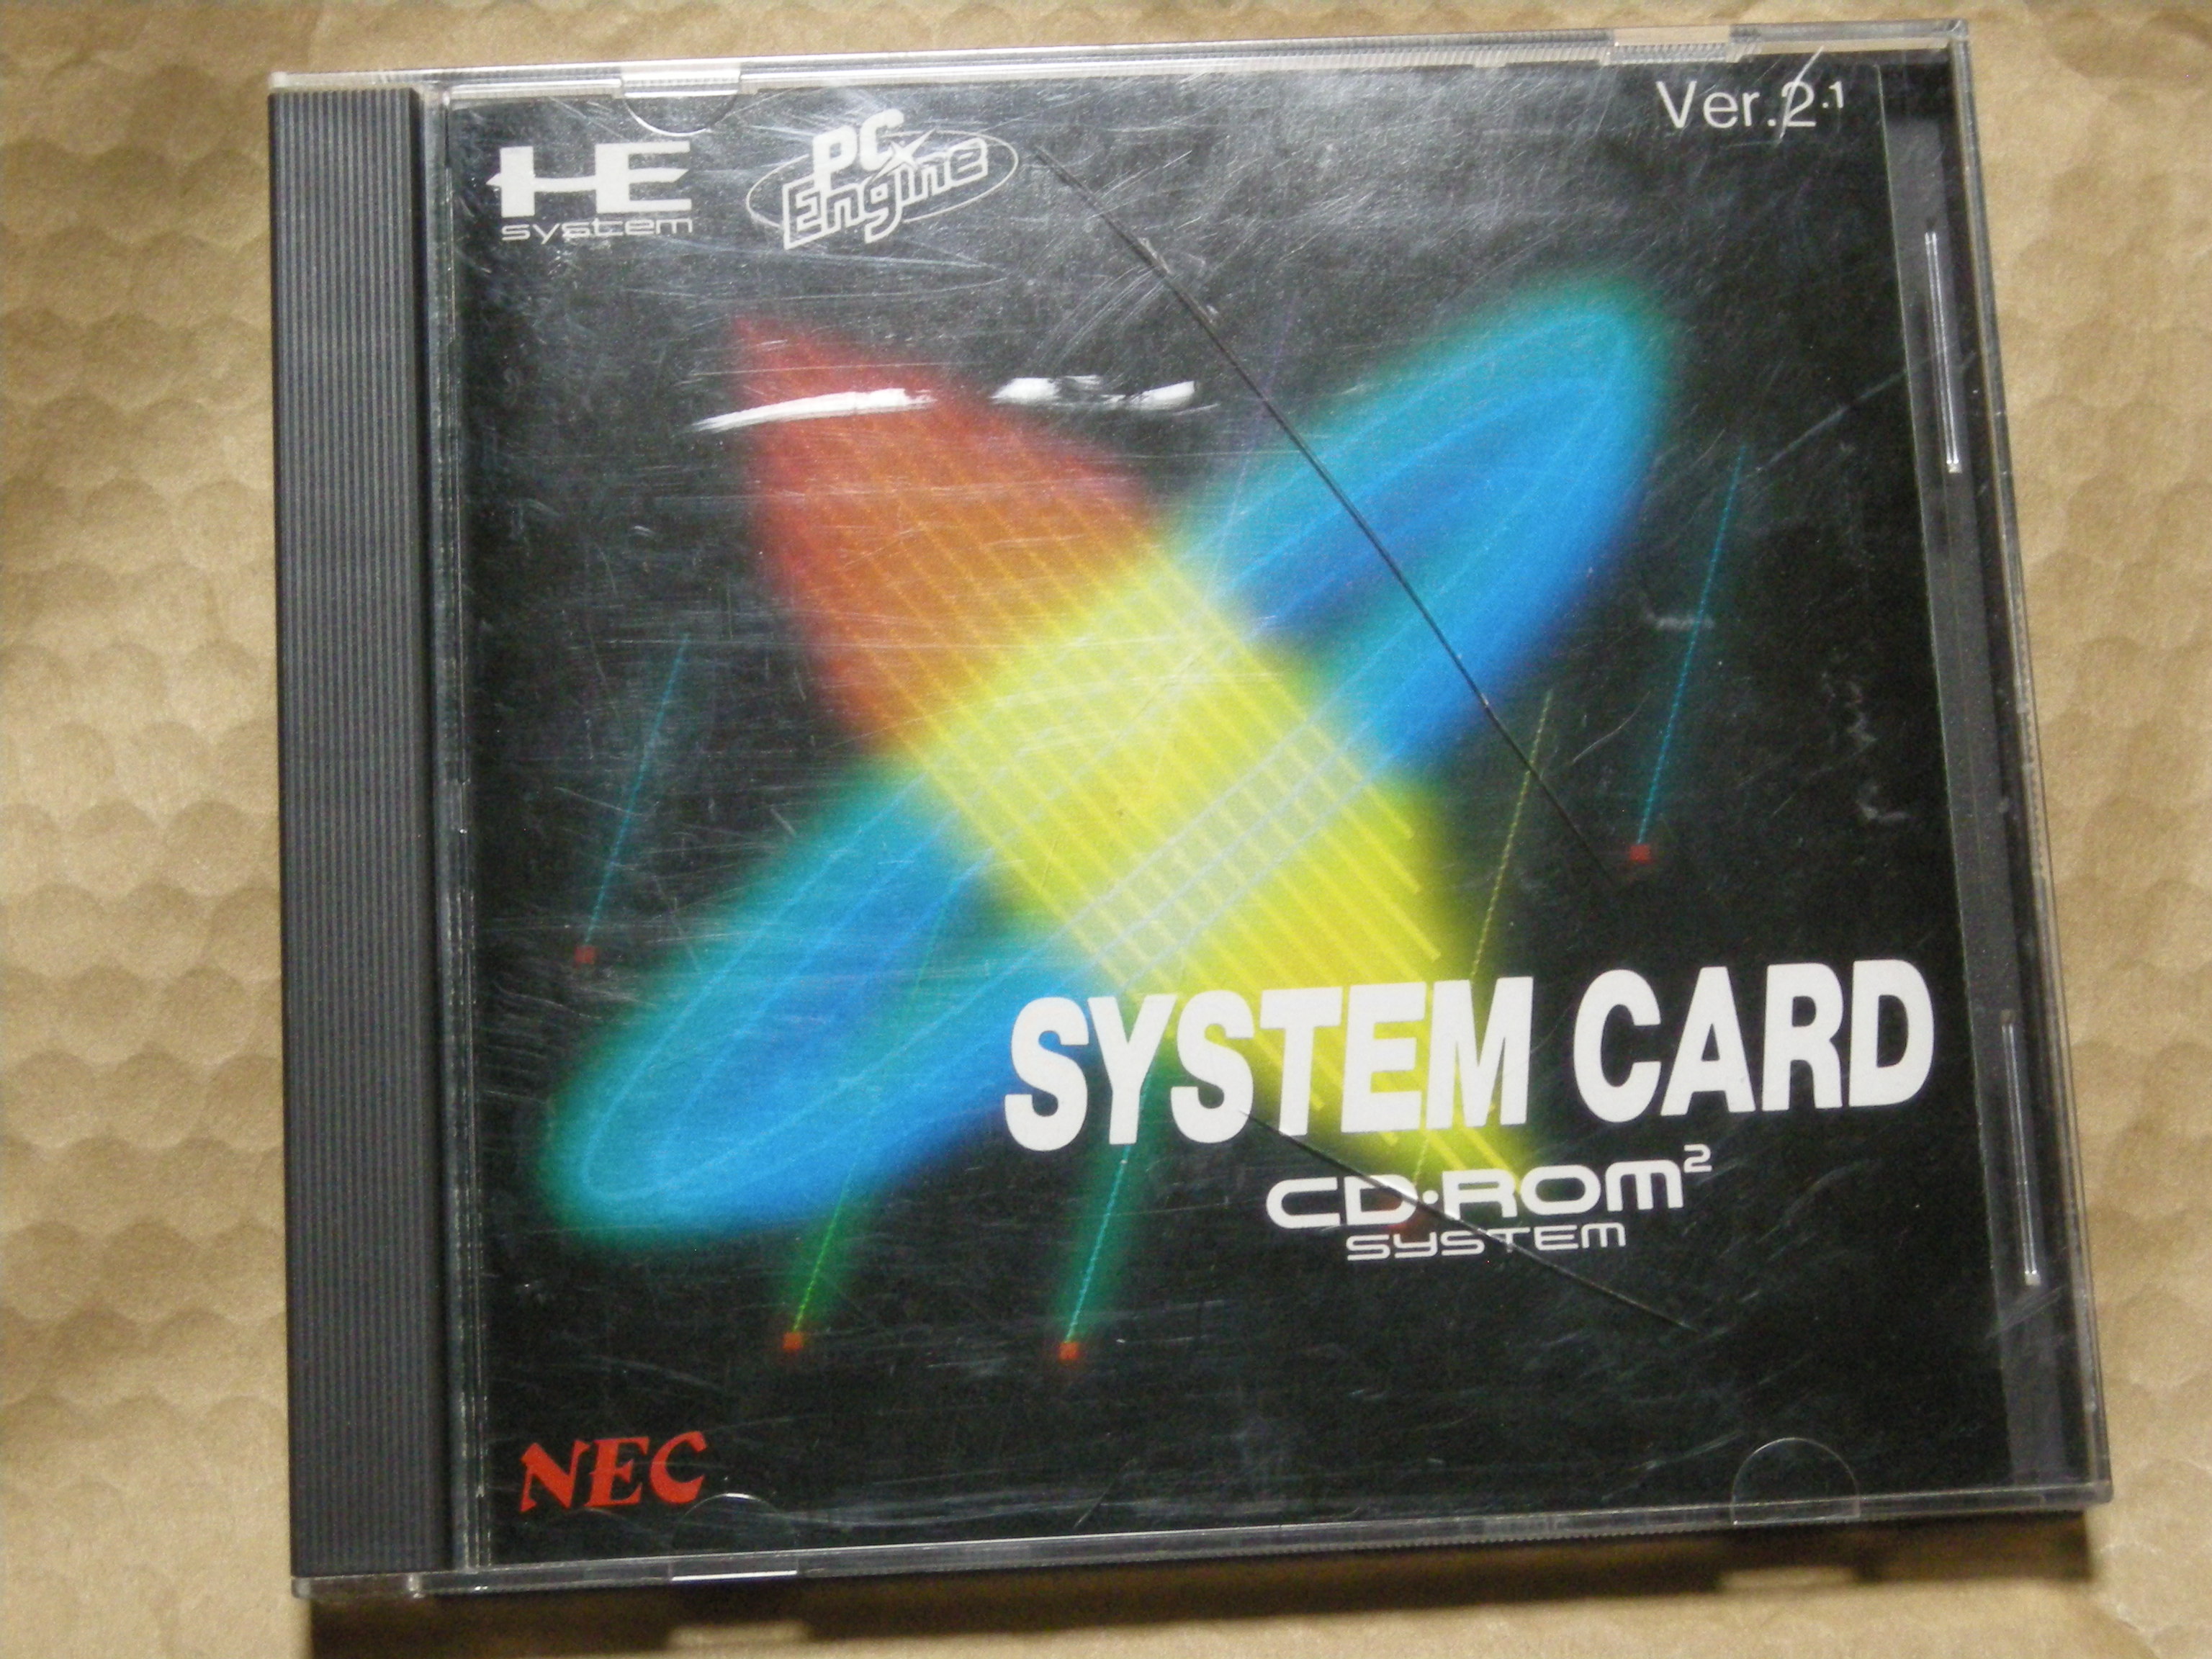 Ver.2.1
HE
system
PC
Engine
SYSTEM CARD
CD·ROM²
SYSTEM
NEC